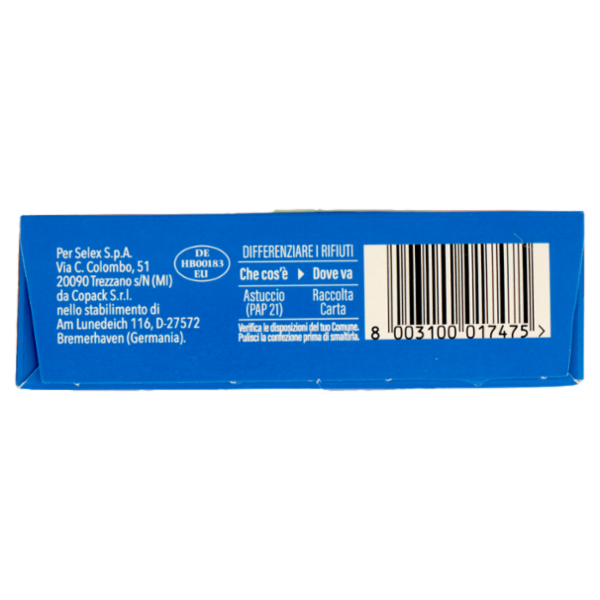 Per Selex S.p.A.
Via C. Colombo, 51
20090 Trezzano s/N (MI)
da Copack S.r.l.
nello stabilimento di
Am Lunedeich 116, D-27572
Bremerhaven (Germania).
DE
HB00183
EU
DIFFERENZIARE I RIFIUTI
Che cos'è Dove va
Astuccio Raccolta
(PAP 21) Carta
Verifica le disposizioni del tuo Comune.
Pulisci la confezione prima di smaltirla.
8 003100 017475 >